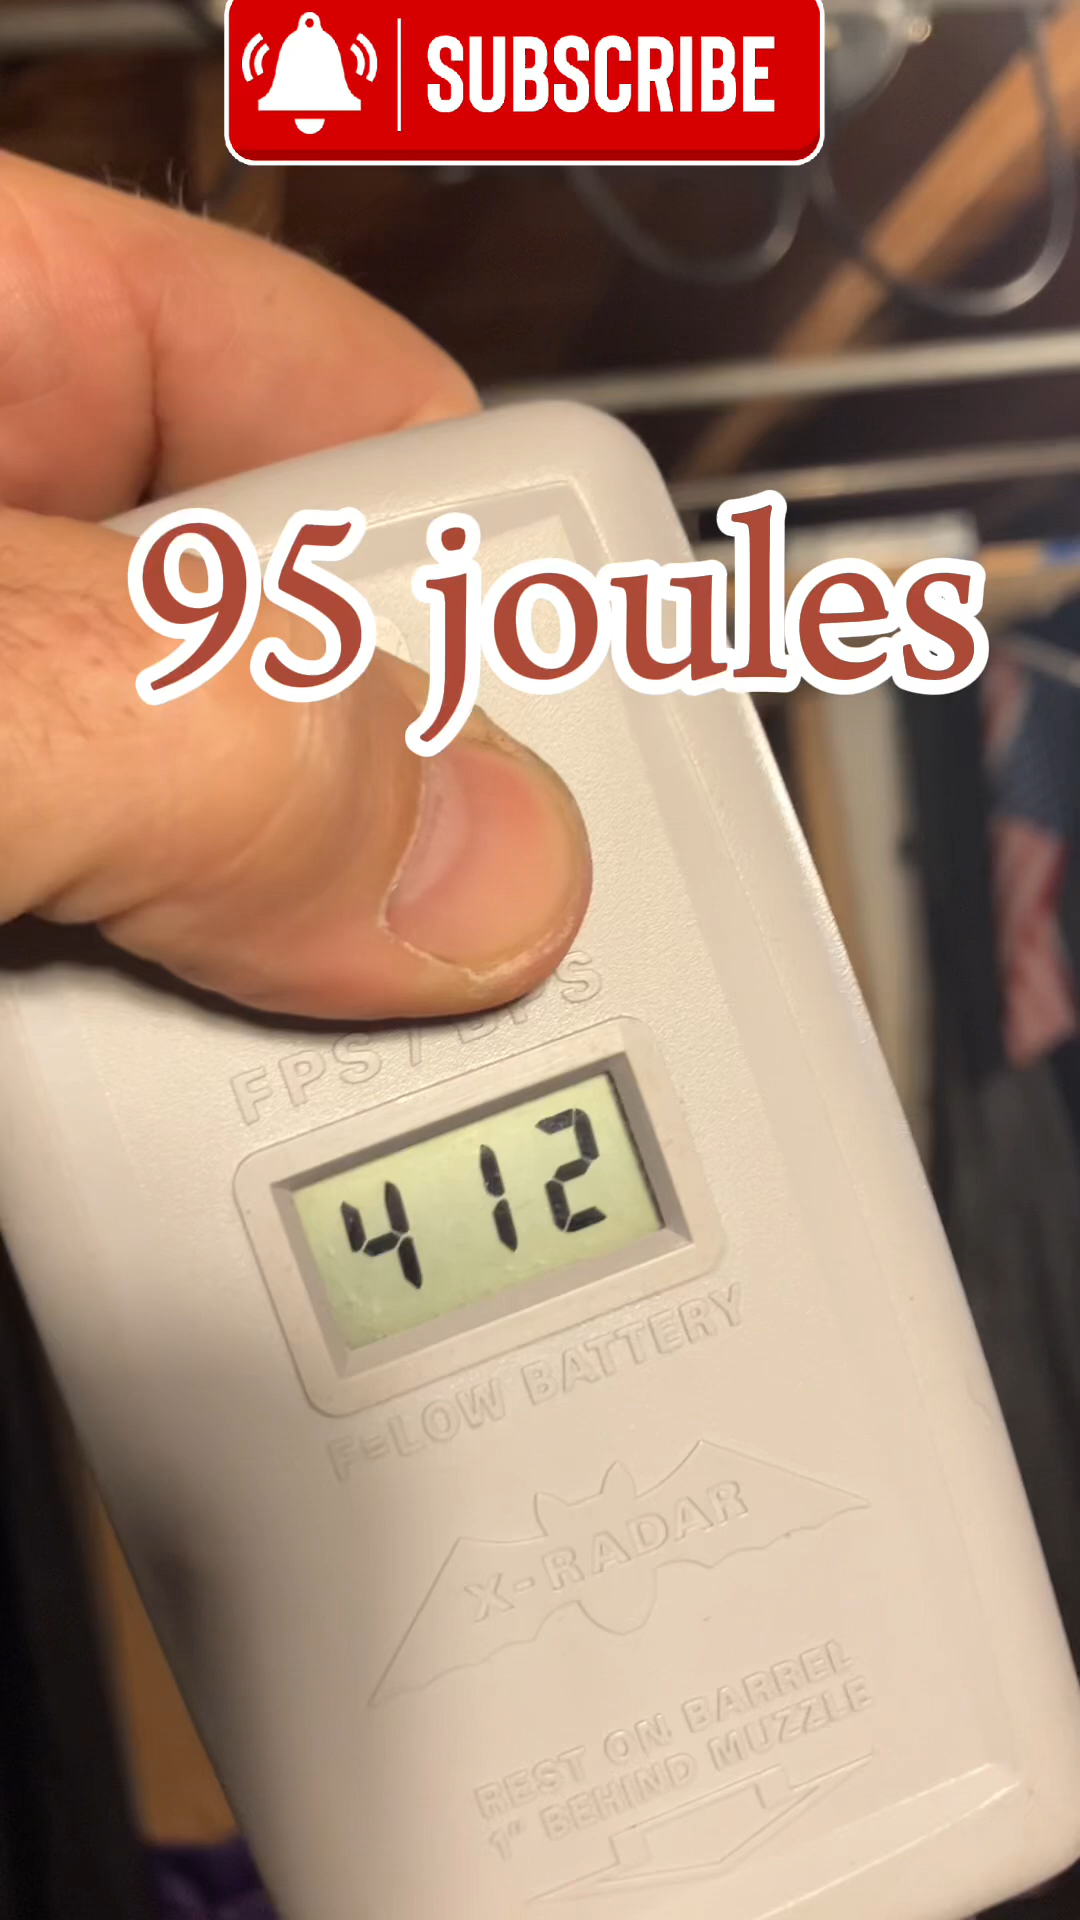 SUBSCRIBE
95 joules
FPS / BPS
412
F=LOW BATTERY
X-RADAR
REST ON BARREL
1" BEHIND MUZZLE